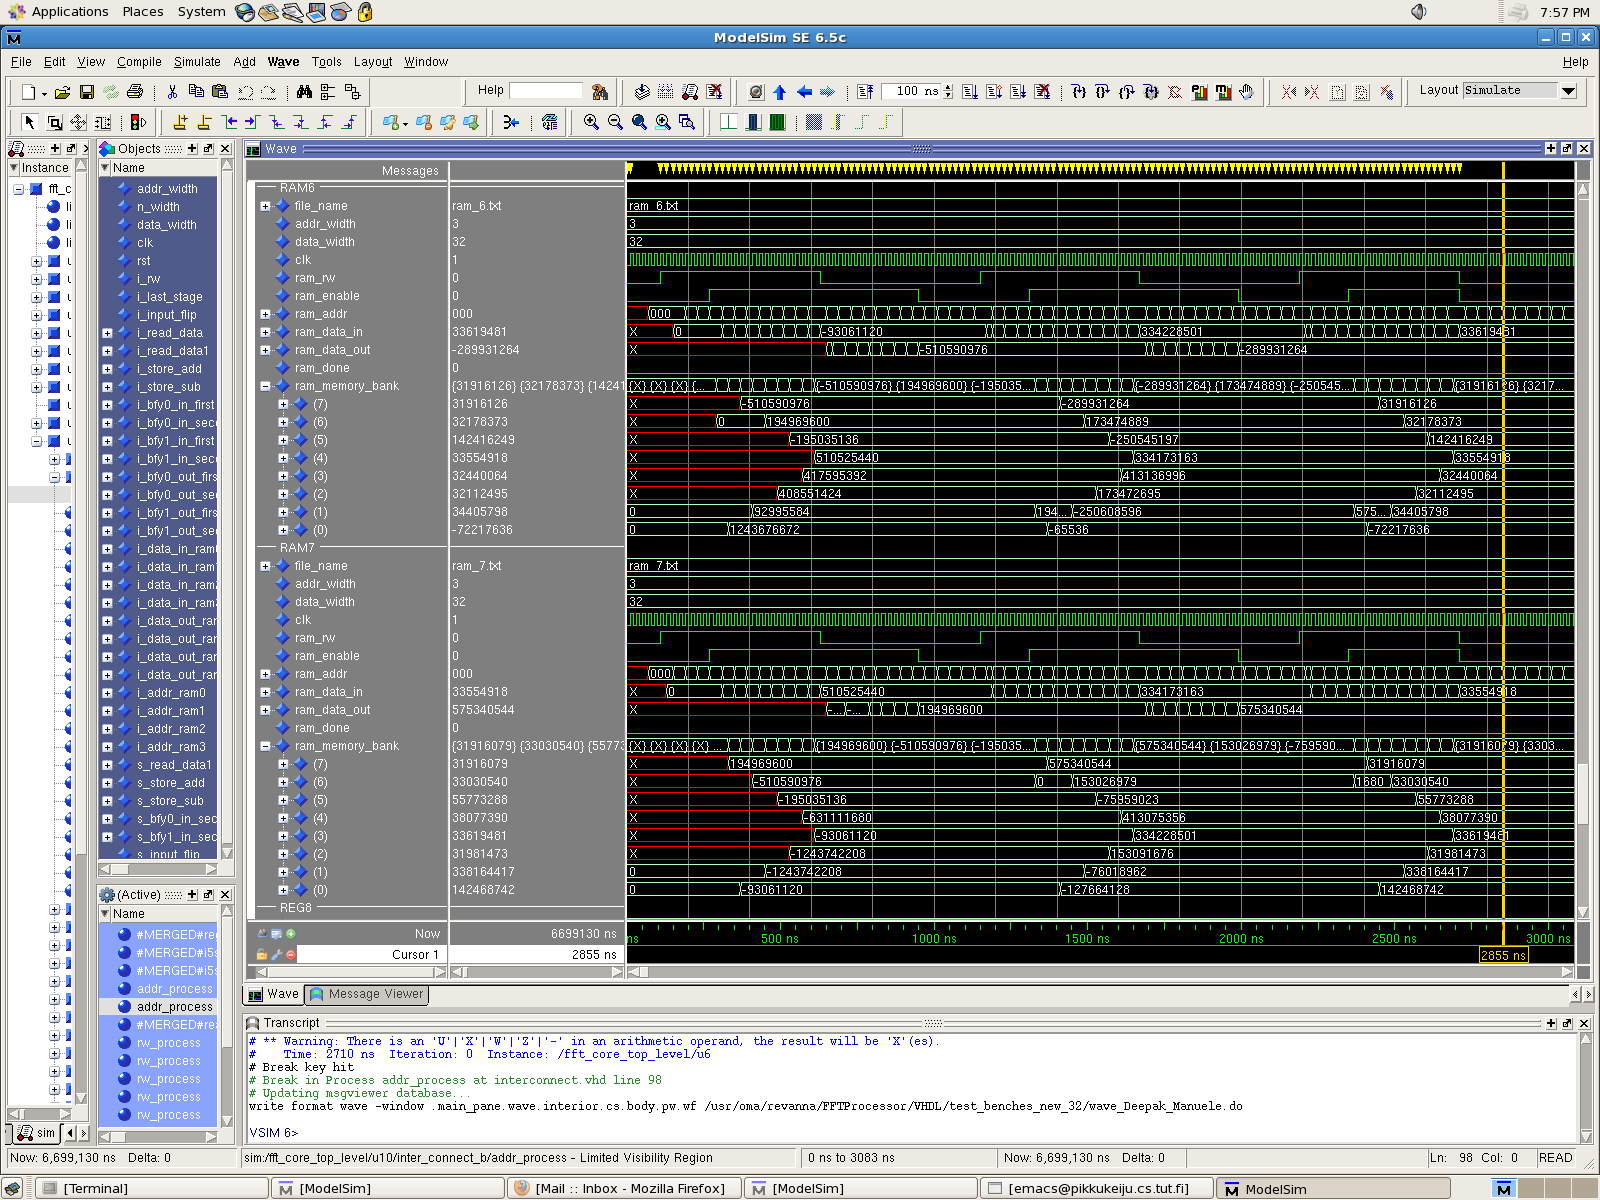 Applications Places System 7:57 PM
ModelSim SE 6.5c
File Edit View Compile Simulate Add Wave Tools Layout Window Help
Help 100 ns Layout Simulate
Objects Wave
Instance Name Messages
fft_c
addr_width
n_width
data_width
clk
rst
i_rw
i_last_stage
i_input_flip
i_read_data
i_read_data1
i_store_add
i_store_sub
i_bfy0_in_first
i_bfy0_in_sec
i_bfy1_in_first
i_bfy1_in_sec
i_bfy0_out_firs
i_bfy0_out_se
i_bfy1_out_firs
i_bfy1_out_se
i_data_in_ram
i_data_in_ram
i_data_in_ram
i_data_in_ram
i_data_out_ra
i_data_out_rar
i_data_out_rar
i_data_out_rar
i_addr_ram0
i_addr_ram1
i_addr_ram2
i_addr_ram3
s_read_data1
s_store_add
s_store_sub
s_bfy0_in_sec
s_bfy1_in_sec
s_input_flip
RAM6
file_name ram_6.txt ram_6.txt
addr_width 3 3
data_width 32 32
clk 1
ram_rw 0
ram_enable 0
ram_addr 000 000
ram_data_in 33619481 X 0 -93061120 334228501 33619481
ram_data_out -289931264 X -510590976 -289931264
ram_done 0
ram_memory_bank {31916126} {32178373} {14241 {X} {X} {X} {... {-510590976} {194969600} {-195035... {-289931264} {173474889} {-250545... {31916126} {3217...
(7) 31916126 X -510590976 -289931264 31916126
(6) 32178373 X 0 194969600 173474889 32178373
(5) 142416249 X -195035136 -250545197 142416249
(4) 33554918 X 510525440 334173163 33554918
(3) 32440064 X 417595392 413136996 32440064
(2) 32112495 X 408551424 173472695 32112495
(1) 34405798 0 92995584 194... -250608596 575... 34405798
(0) -72217636 0 1243676672 -65536 -72217636
RAM7
file_name ram_7.txt ram_7.txt
addr_width 3 3
data_width 32 32
clk 1
ram_rw 0
ram_enable 0
ram_addr 000 000
ram_data_in 33554918 X 0 510525440 334173163 33554918
ram_data_out 575340544 X -... -... 194969600 575340544
ram_done 0
ram_memory_bank {31916079} {33030540} {55773 {X} {X} {X} {X} ... {194969600} {-510590976} {-195035... {575340544} {153026979} {-759590... {31916079} {3303...
(7) 31916079 X 194969600 575340544 31916079
(6) 33030540 X -510590976 0 153026979 1680 33030540
(5) 55773288 X -195035136 -75959023 55773288
(4) 38077390 X -631111680 413075356 38077390
(3) 33619481 X -93061120 334228501 33619481
(2) 31981473 X -1243742208 153091676 31981473
(1) 338164417 0 -1243742208 -76018962 338164417
(0) 142468742 0 -93061120 -127664128 142468742
REG8
Now 6699130 ns ns 500 ns 1000 ns 1500 ns 2000 ns 2500 ns 3000 ns
Cursor 1 2855 ns 2855 ns
(Active)
Name
#MERGED#re
#MERGED#i5
#MERGED#i5
addr_process
addr_process
#MERGED#re
rw_process
rw_process
rw_process
rw_process
rw_process
Wave Message Viewer
Transcript
# ** Warning: There is an 'U'|'X'|'W'|'Z'|'-' in an arithmetic operand, the result will be 'X'(es).
# Time: 2710 ns Iteration: 0 Instance: /fft_core_top_level/u6
# Break key hit
# Break in Process addr_process at interconnect.vhd line 98
# Updating msgviewer database...
write format wave -window .main_pane.wave.interior.cs.body.pw.wf /usr/oma/revanna/FFTProcessor/VHDL/test_benches_new_32/wave_Deepak_Manuele.do
VSIM 6>
sim
Now: 6,699,130 ns Delta: 0 sim:/fft_core_top_level/u10/inter_connect_b/addr_process - Limited Visibility Region 0 ns to 3083 ns Now: 6,699,130 ns Delta: 0 Ln: 98 Col: 0 READ
[Terminal] [ModelSim] [Mail :: Inbox - Mozilla Firefox] [ModelSim] [emacs@pikkukeiju.cs.tut.fi] ModelSim